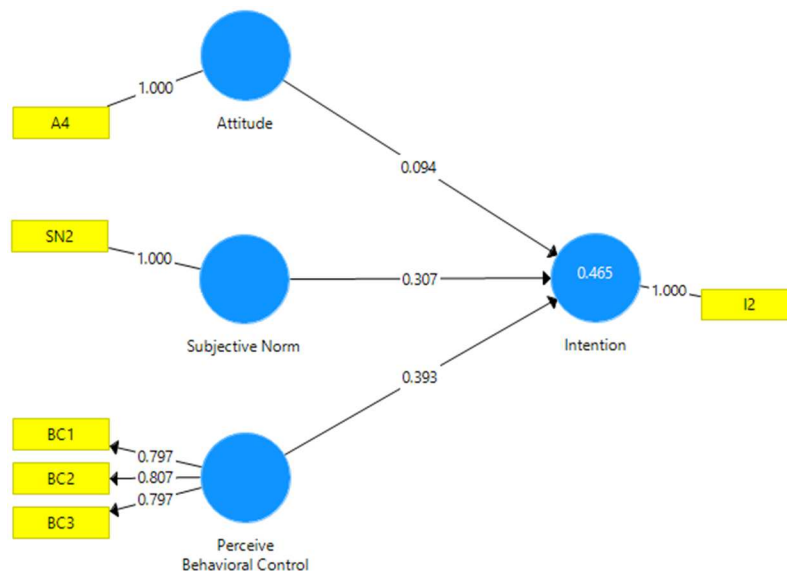 1.000
A4
Attitude
0.094
SN2
1.000
0.307
0.465
1.000
I2
Subjective Norm
Intention
0.393
BC1
0.797
BC2
0.807
BC3
0.797
Perceive
Behavioral Control